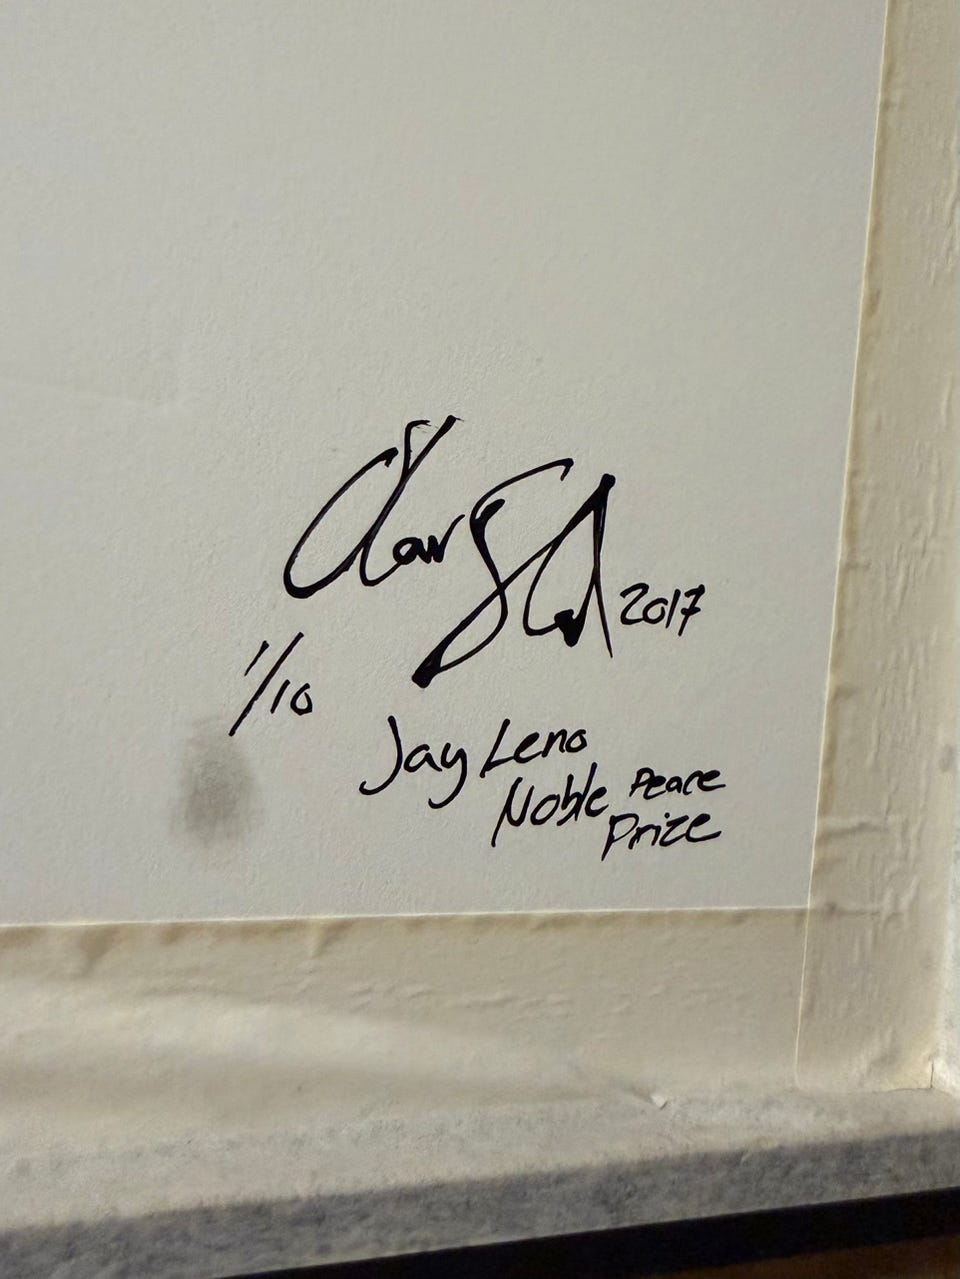 2017
1/10
Jay Leno
Noble Peace
Prize